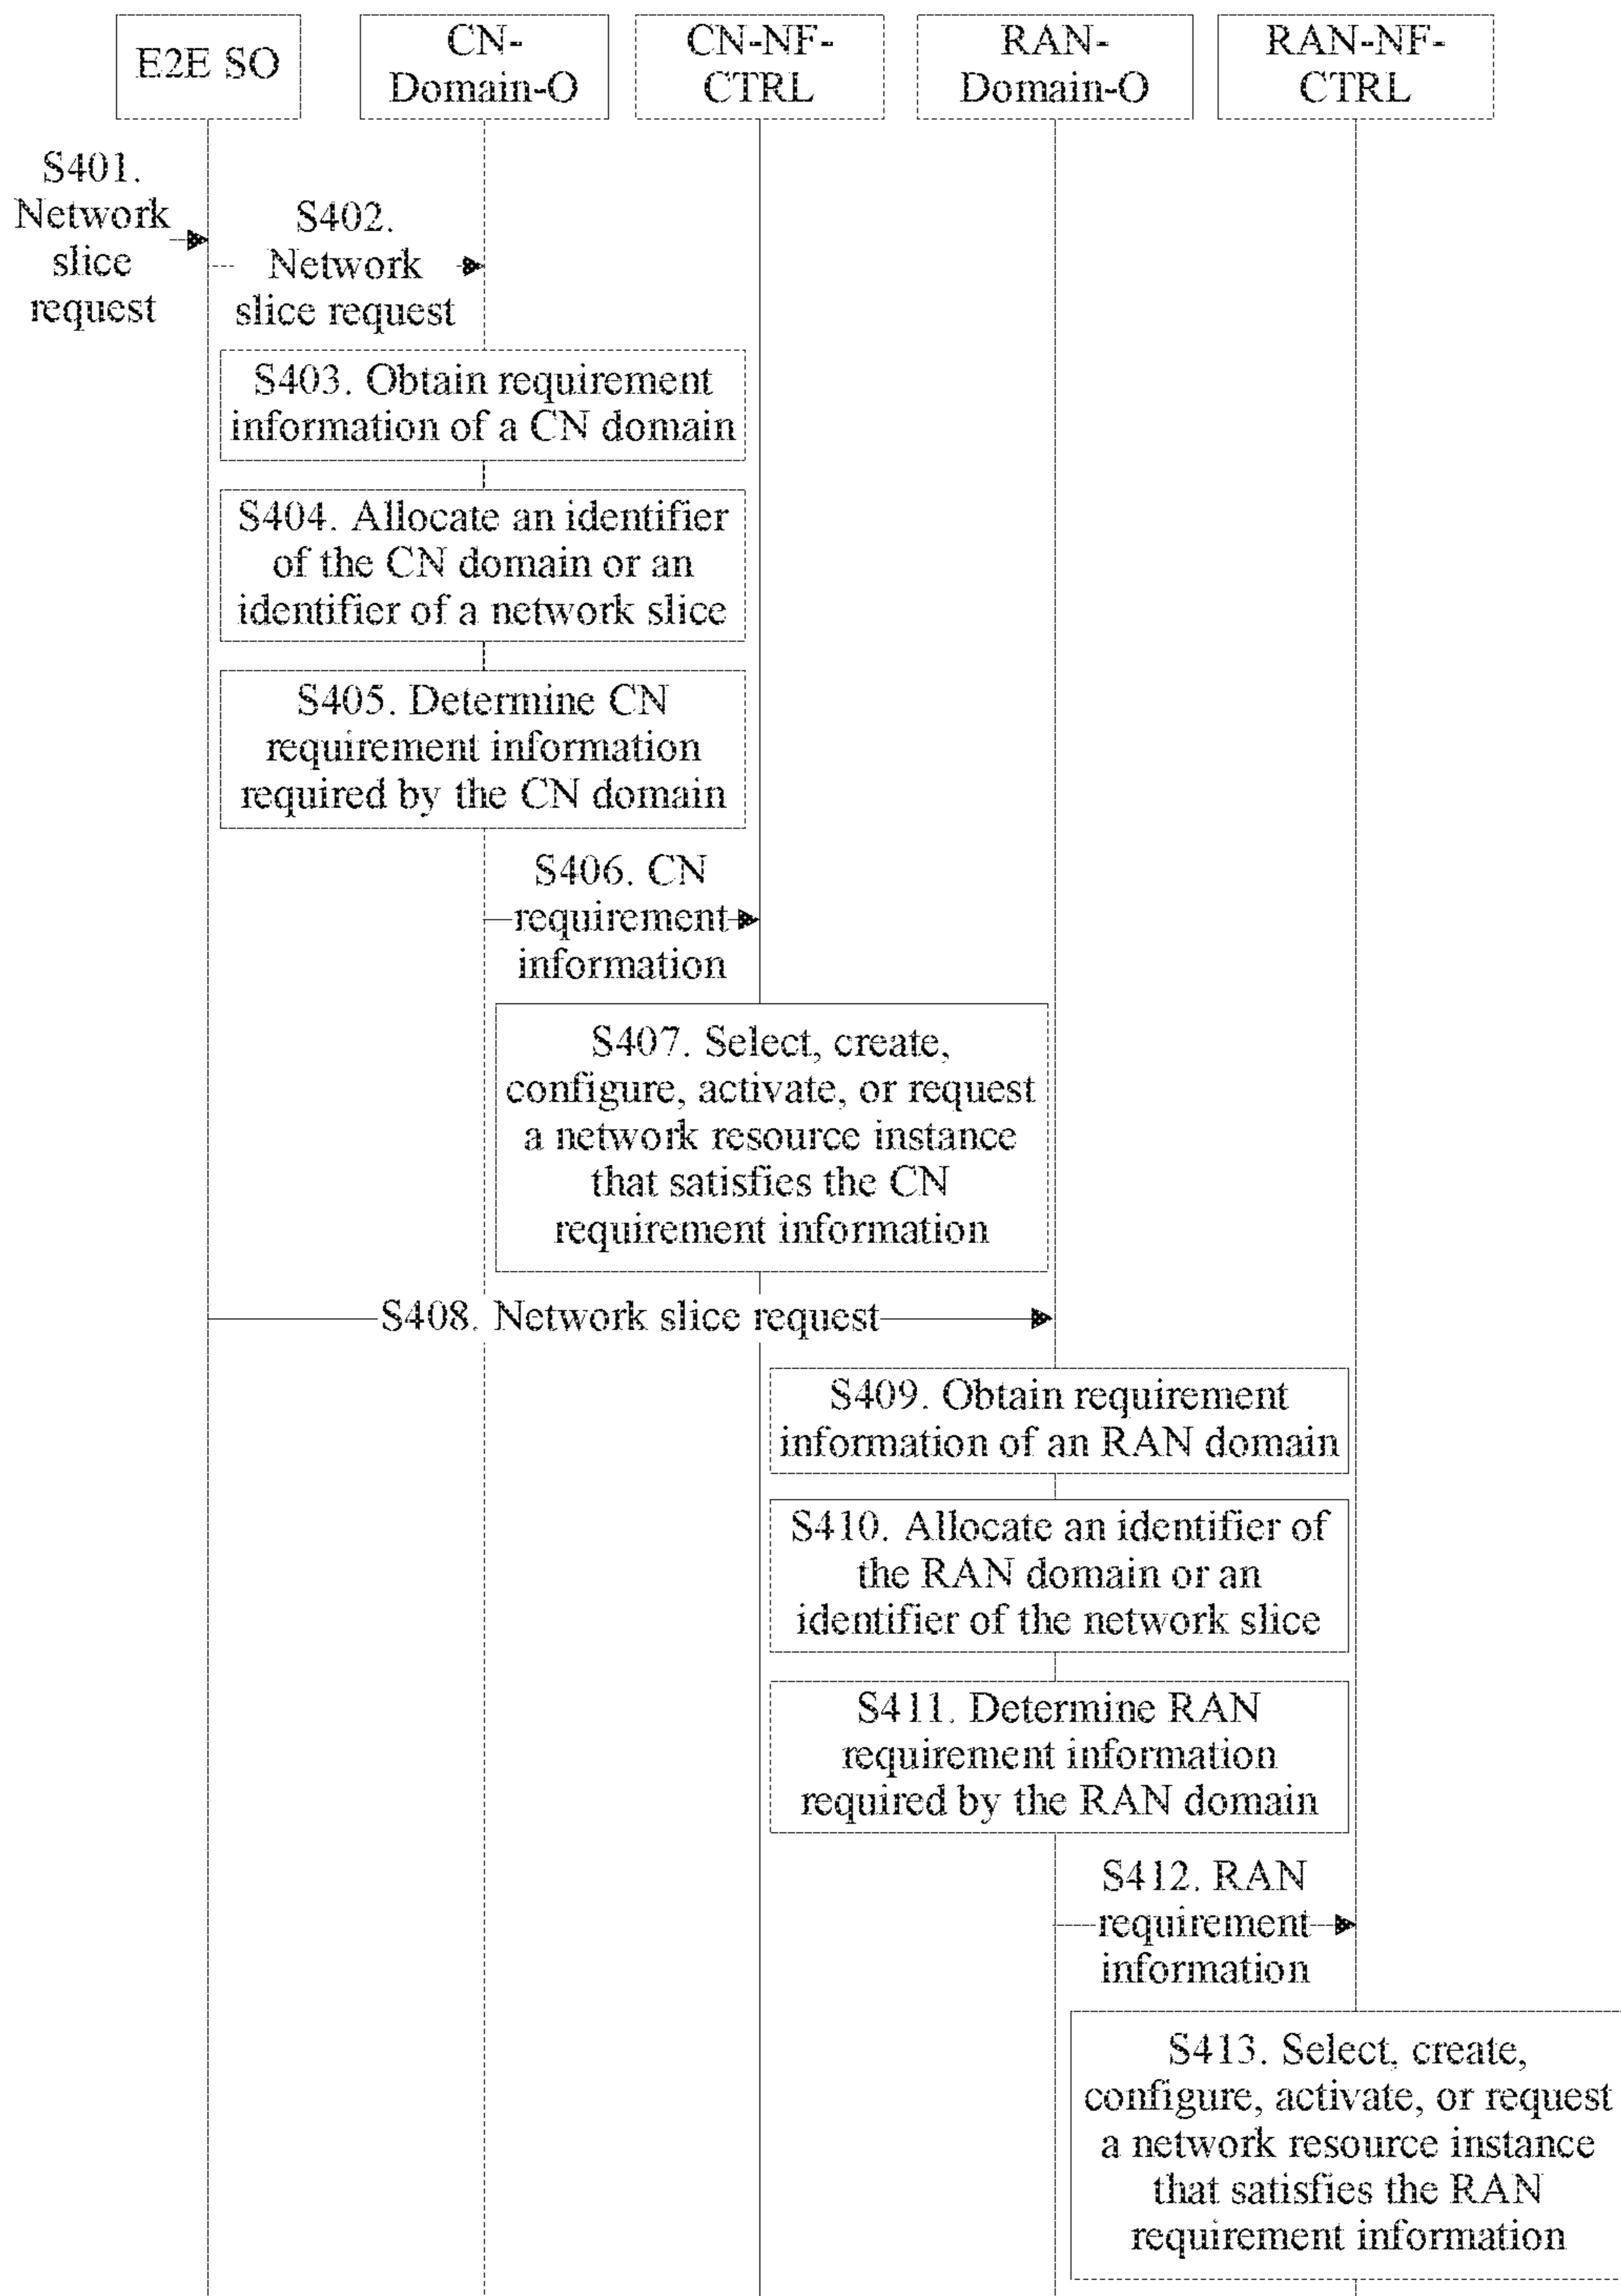 E2E SO
CN-
Domain-O
CN-NF-
CTRL
RAN-
Domain-O
RAN-NF-
CTRL
S401.
Network
slice
request
S402.
Network
slice request
S403. Obtain requirement
information of a CN domain
S404. Allocate an identifier
of the CN domain or an
identifier of a network slice
S405. Determine CN
requirement information
required by the CN domain
S406. CN
requirement
information
S407. Select, create,
configure, activate, or request
a network resource instance
that satisfies the CN
requirement information
S408. Network slice request
S409. Obtain requirement
information of an RAN domain
S410. Allocate an identifier of
the RAN domain or an
identifier of the network slice
S411. Determine RAN
requirement information
required by the RAN domain
S412. RAN
requirement
information
S413. Select, create,
configure, activate, or request
a network resource instance
that satisfies the RAN
requirement information